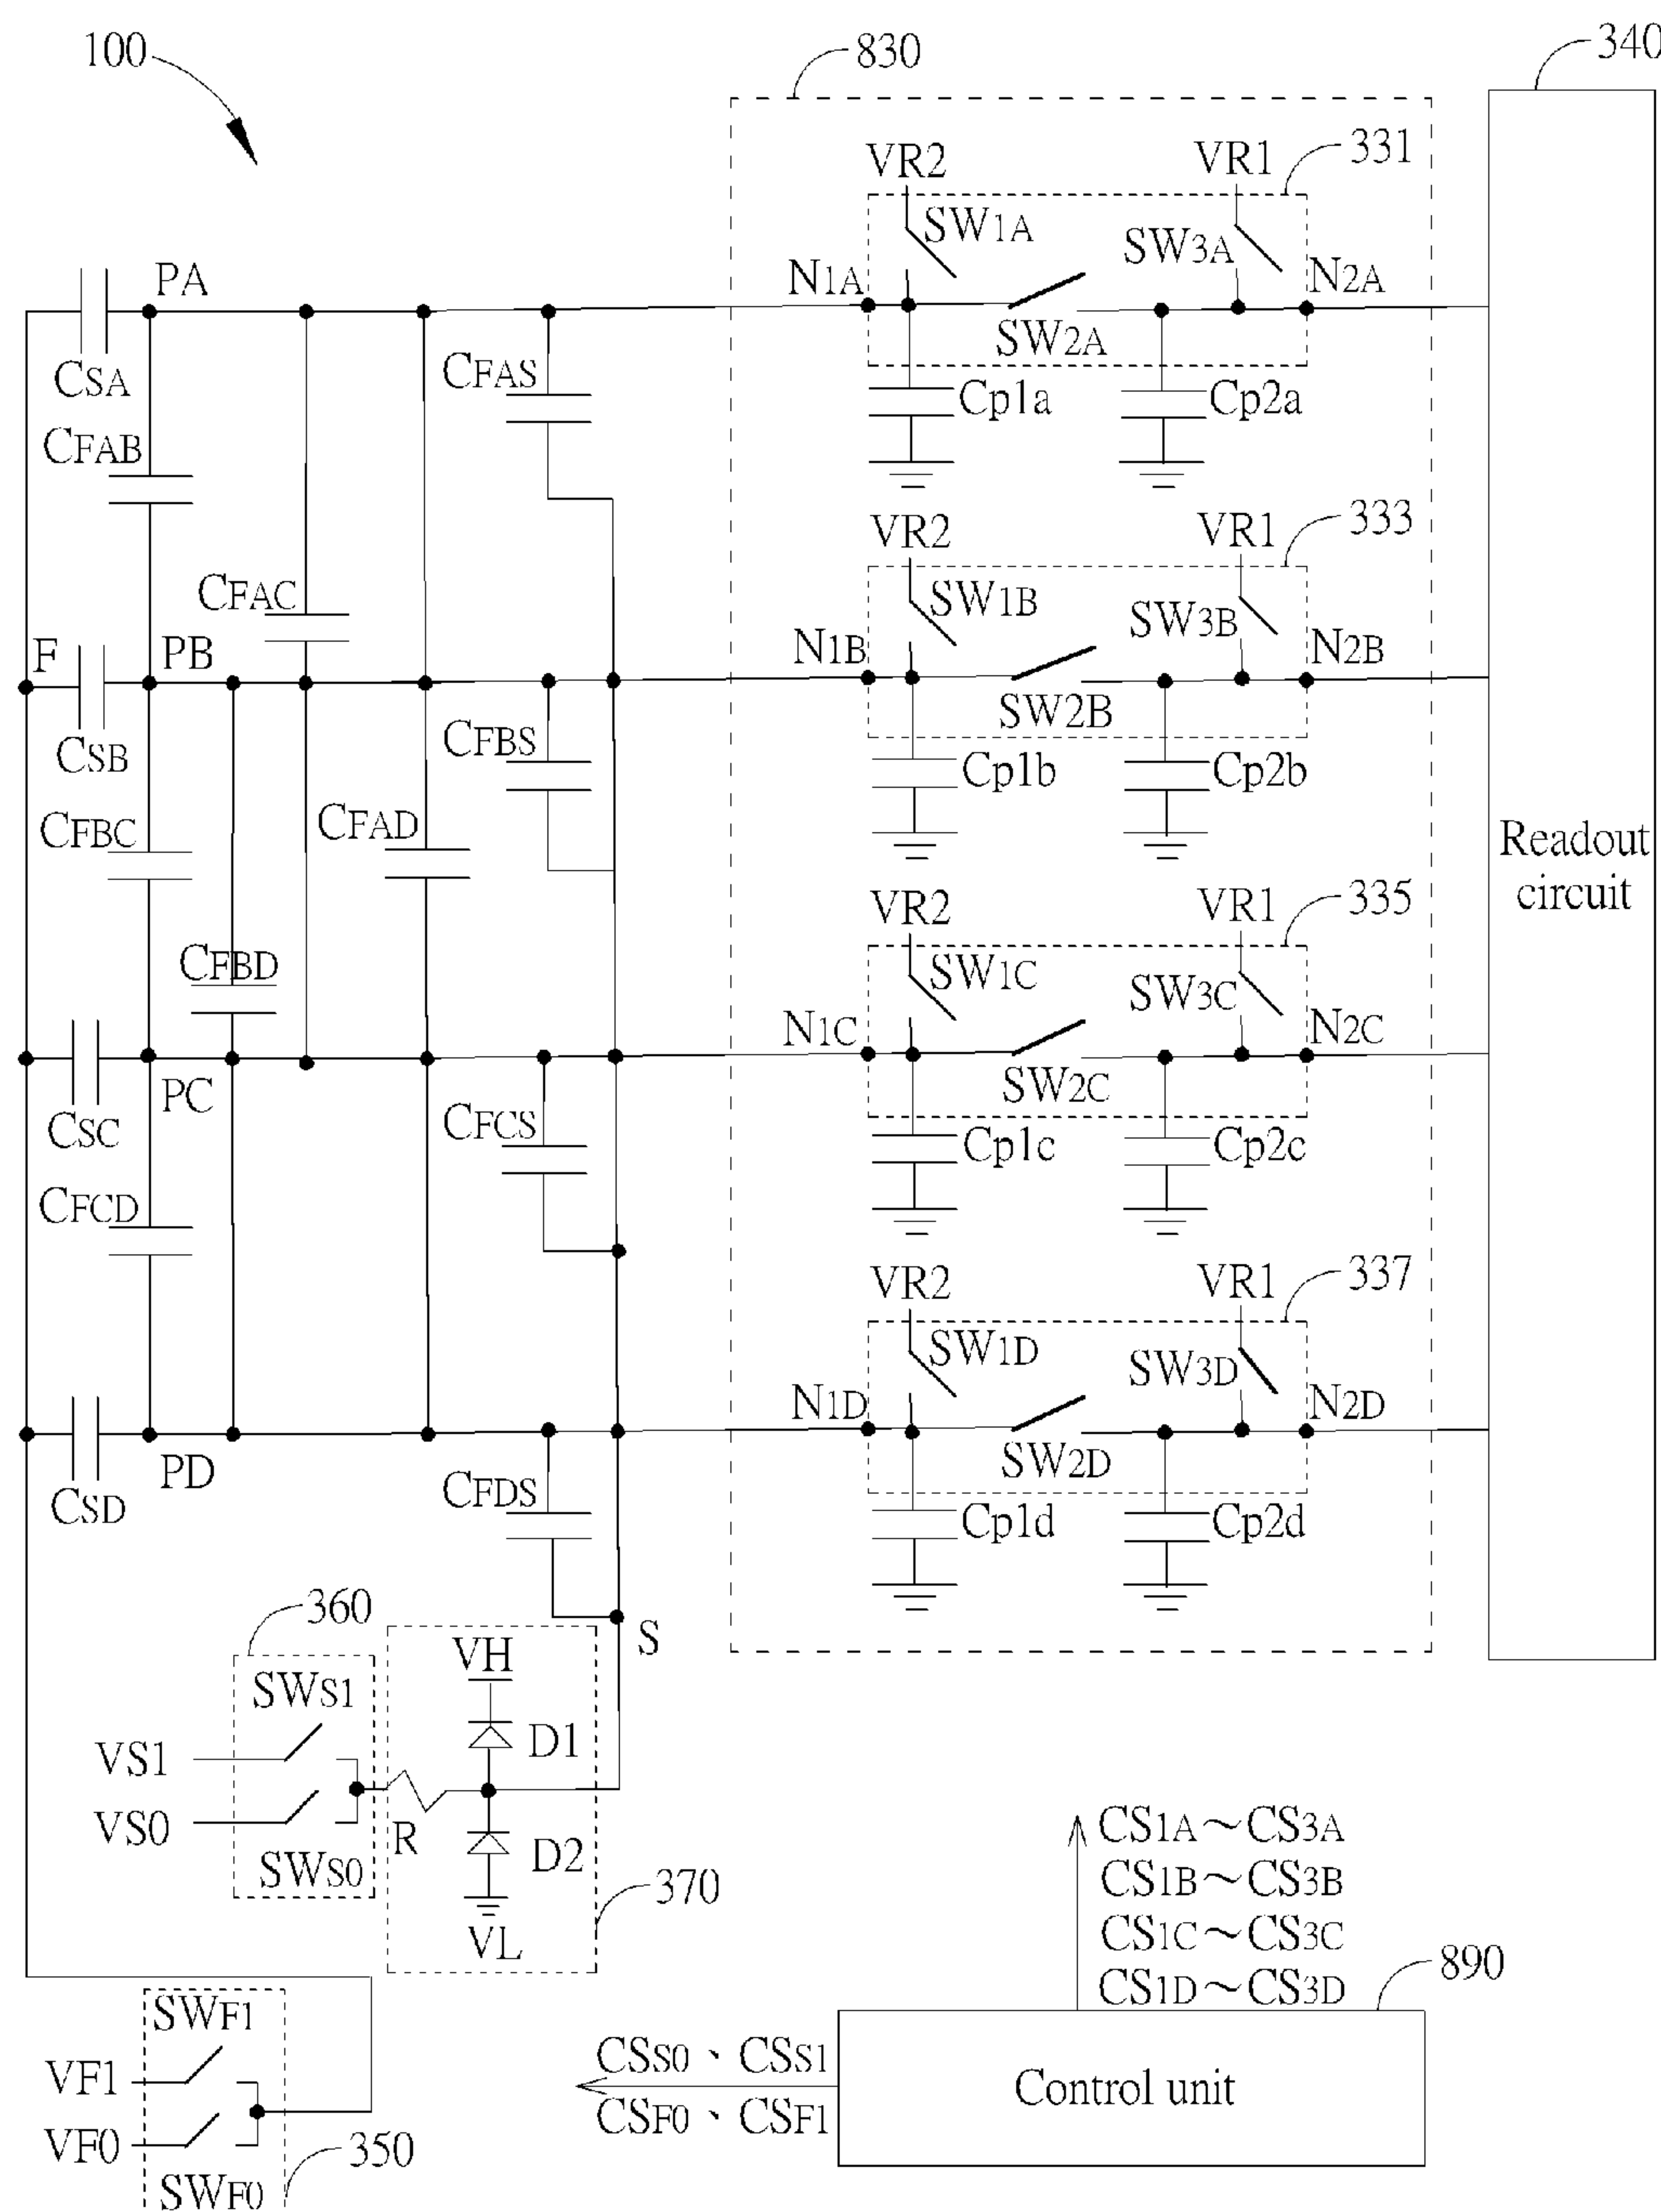 100
830
340
VR2
VR1
331
SW1A
SW3A
PA
N1A
N2A
SW2A
CSA
CFAS
Cp1a
Cp2a
CFAB
VR2
VR1
333
CFAC
SW1B
SW3B
F
PB
N1B
N2B
SW2B
CSB
CFBS
Cp1b
Cp2b
CFBC
CFAD
Readout
circuit
VR2
VR1
335
CFBD
SW1C
SW3C
N1C
N2C
PC
SW2C
CSC
CFCS
Cp1c
Cp2c
CFCD
VR2
VR1
337
SW1D
SW3D
N1D
N2D
PD
SW2D
CSD
CFDS
Cp1d
Cp2d
360
S
VH
SWS1
D1
VS1
VS0
R
D2
SWS0
370
VL
CS1A～CS3A
CS1B～CS3B
CS1C～CS3C
CS1D～CS3D
890
SWF1
VF1
CSS0、CSS1
CSF0、CSF1
Control unit
VF0
350
SWF0